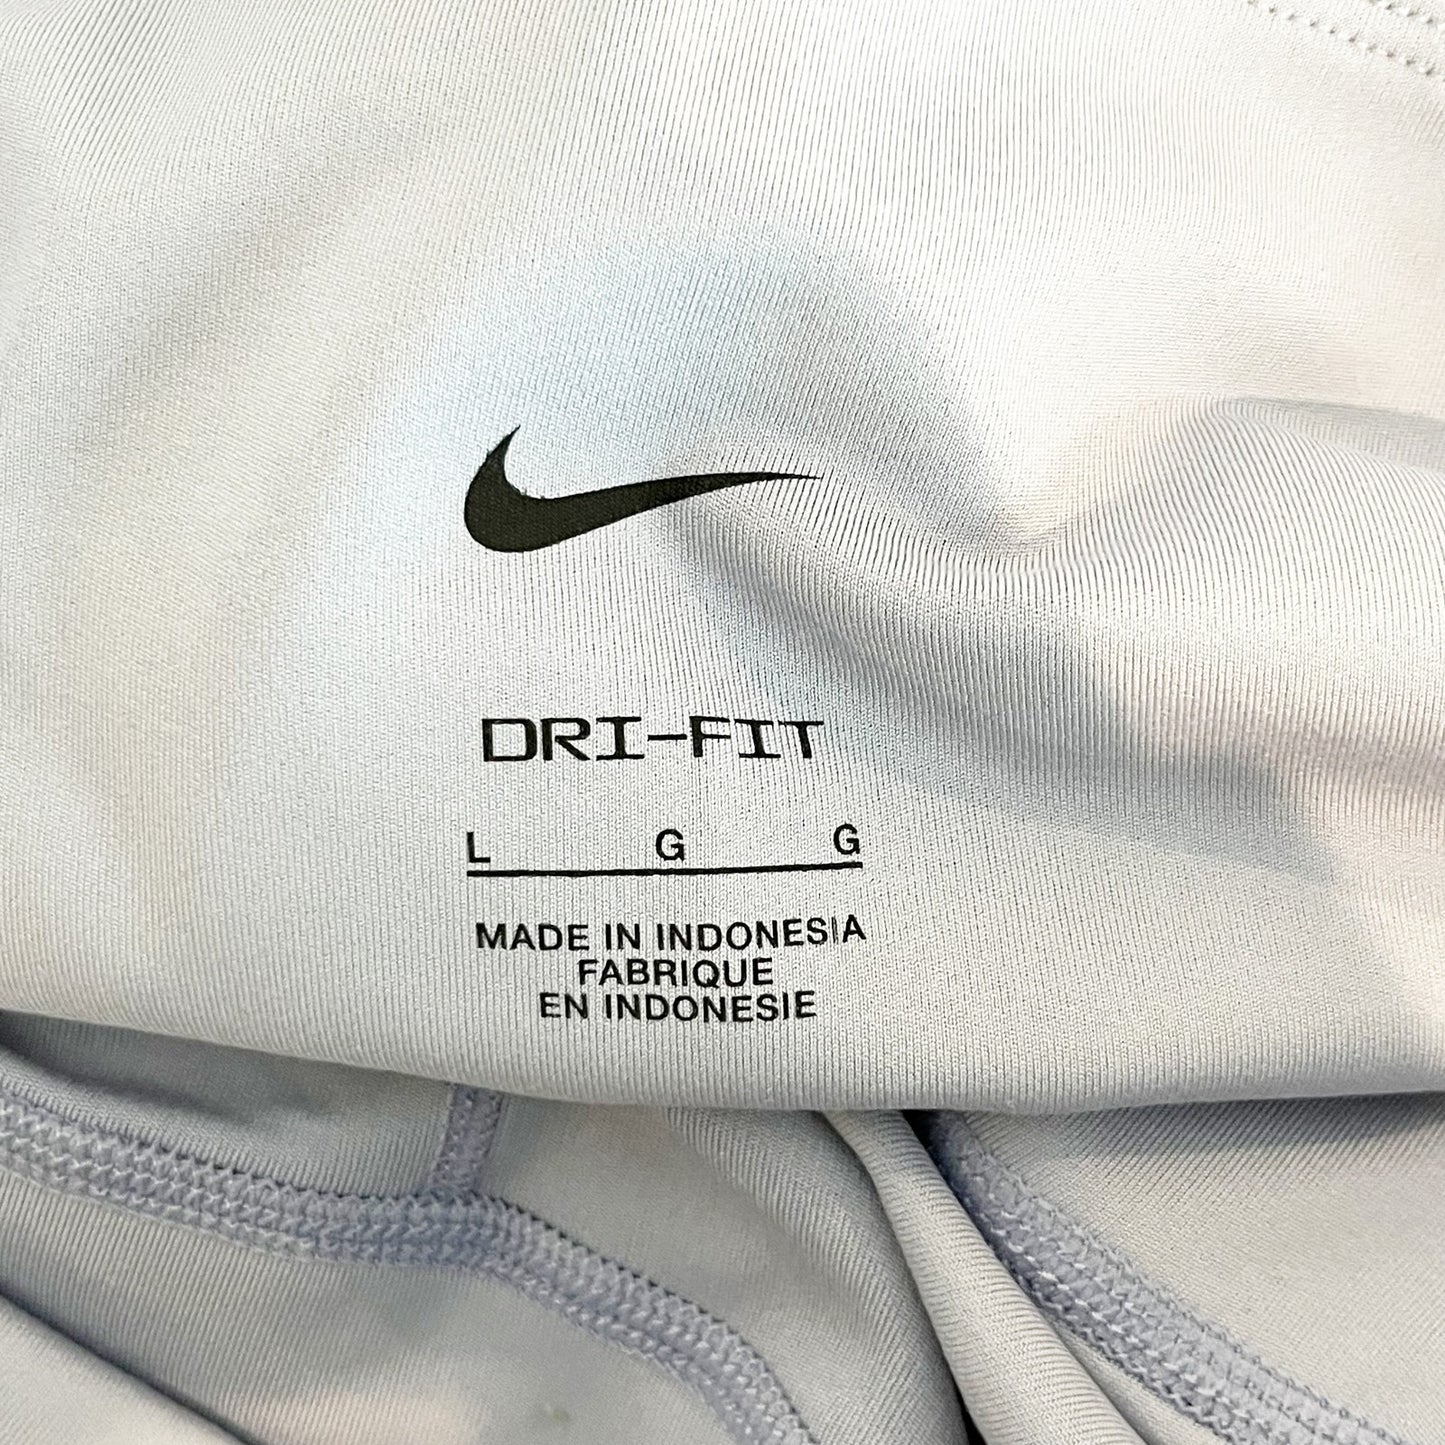 DRI-FIT
L G G
MADE IN INDONESIA
FABRIQUE
EN INDONESIE